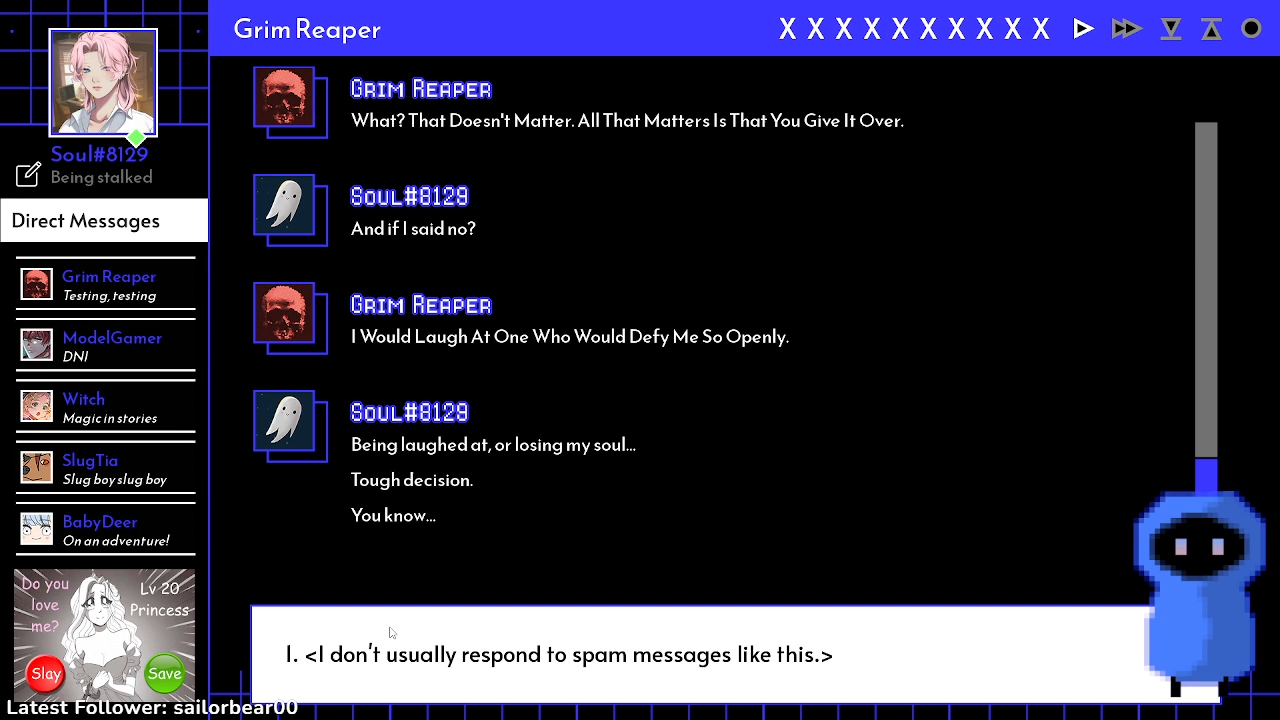 Grim Reaper
X X X X X X X X X X
Soul#8129
Being stalked
Direct Messages
Grim Reaper
Testing, testing
ModelGamer
DNI
Witch
Magic in stories
SlugTia
Slug boy slug boy
BabyDeer
On an adventure!
Do you
love
me?
Lv 20
Princess
Slay
Save
Latest Follower: sailorbear00
Grim Reaper
What? That Doesn't Matter. All That Matters Is That You Give It Over.
Soul#8129
And if I said no?
Grim Reaper
I Would Laugh At One Who Would Defy Me So Openly.
Soul#8129
Being laughed at, or losing my soul...
Tough decision.
You know...
1. <I don't usually respond to spam messages like this.>